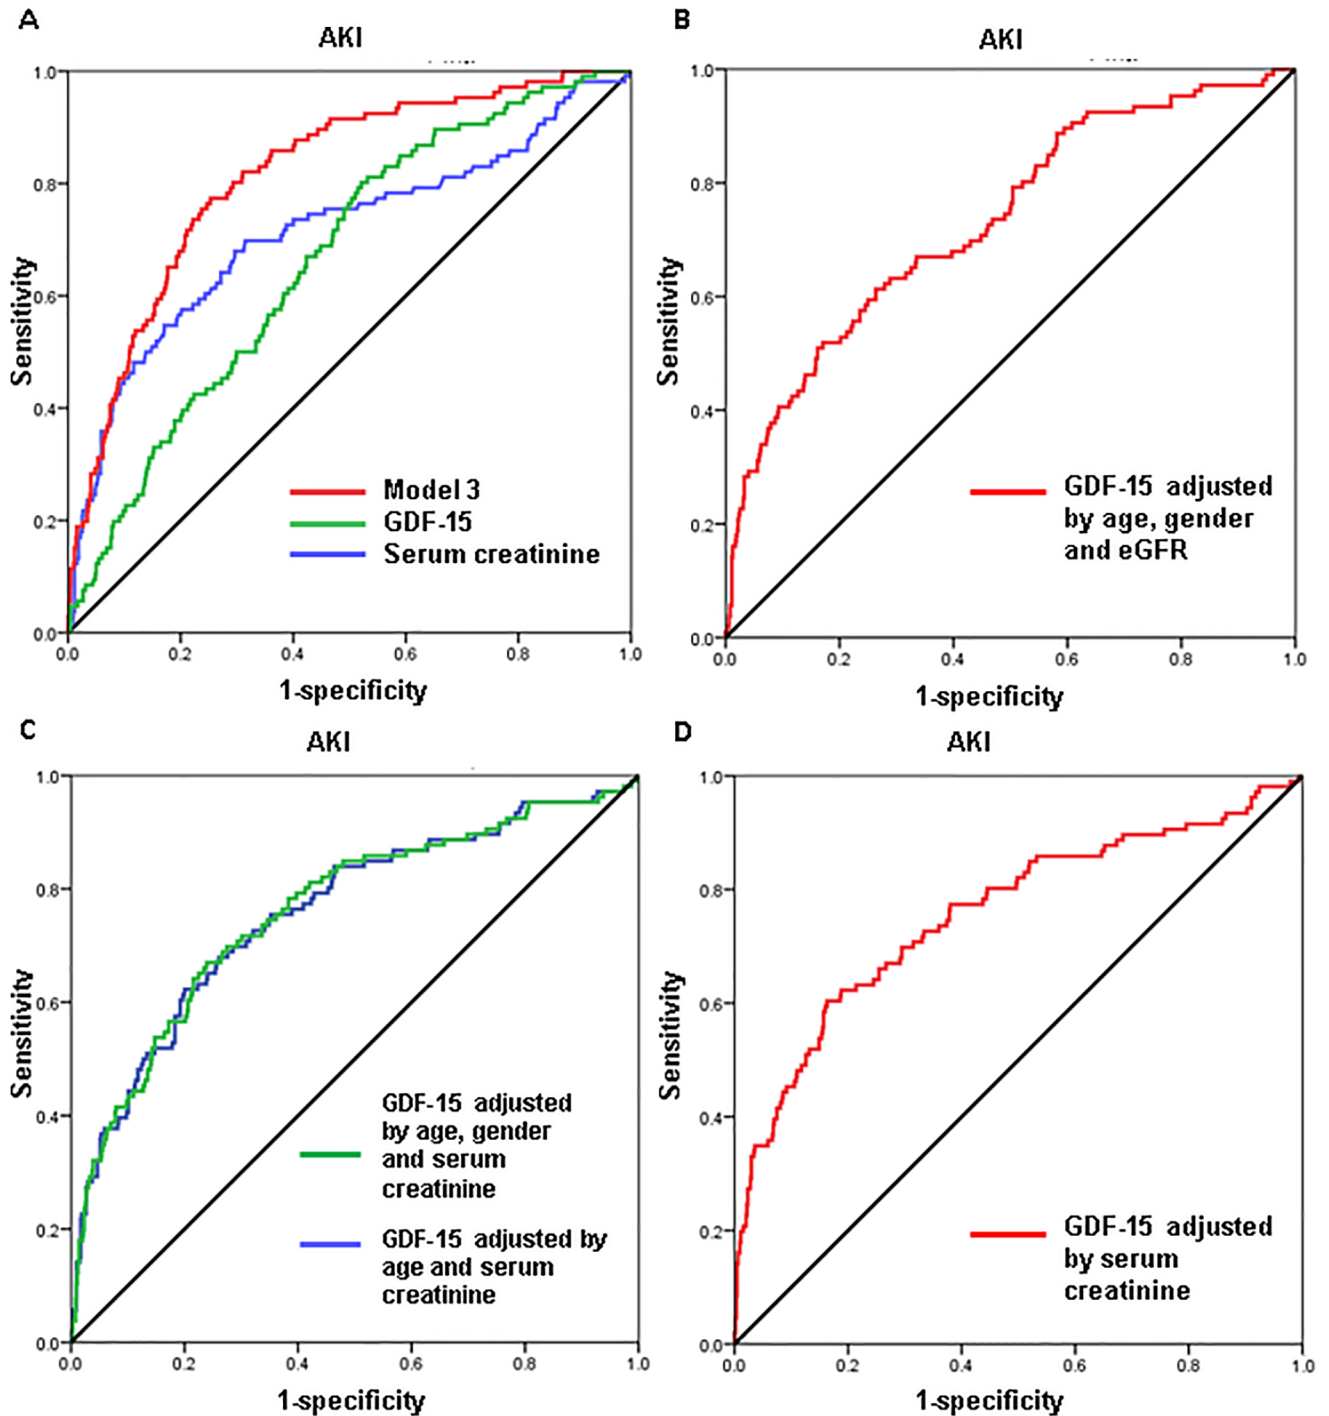 A
AKI
1.0
0.8
0.6
0.4
0.2
0.0
Sensitivity
Model 3
GDF-15
Serum creatinine
0.0 0.2 0.4 0.6 0.8 1.0
1-specificity
B
AKI
1.0
0.8
0.6
0.4
0.2
0.0
Sensitivity
GDF-15 adjusted
by age, gender
and eGFR
0.0 0.2 0.4 0.6 0.8 1.0
1-specificity
C
AKI
1.0
0.8
0.6
0.4
0.2
0.0
Sensitivity
GDF-15 adjusted
by age, gender
and serum
creatinine
GDF-15 adjusted by
age and serum
creatinine
0.0 0.2 0.4 0.6 0.8 1.0
1-specificity
D
AKI
1.0
0.8
0.6
0.4
0.2
0.0
Sensitivity
GDF-15 adjusted
by serum
creatinine
0.0 0.2 0.4 0.6 0.8 1.0
1-specificity